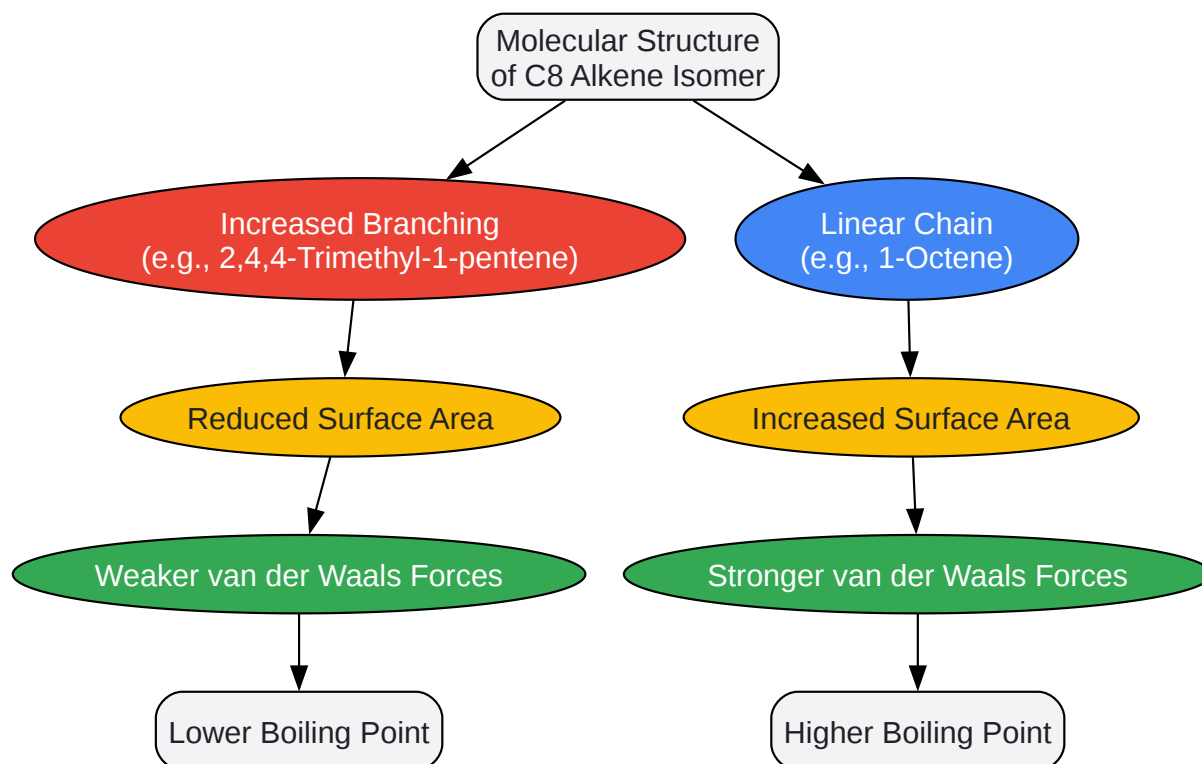 Molecular Structure
of C8 Alkene Isomer
Increased Branching
(e.g., 2,4,4-Trimethyl-1-pentene)
Linear Chain
(e.g., 1-Octene)
Reduced Surface Area
Increased Surface Area
Weaker van der Waals Forces
Stronger van der Waals Forces
Lower Boiling Point
Higher Boiling Point